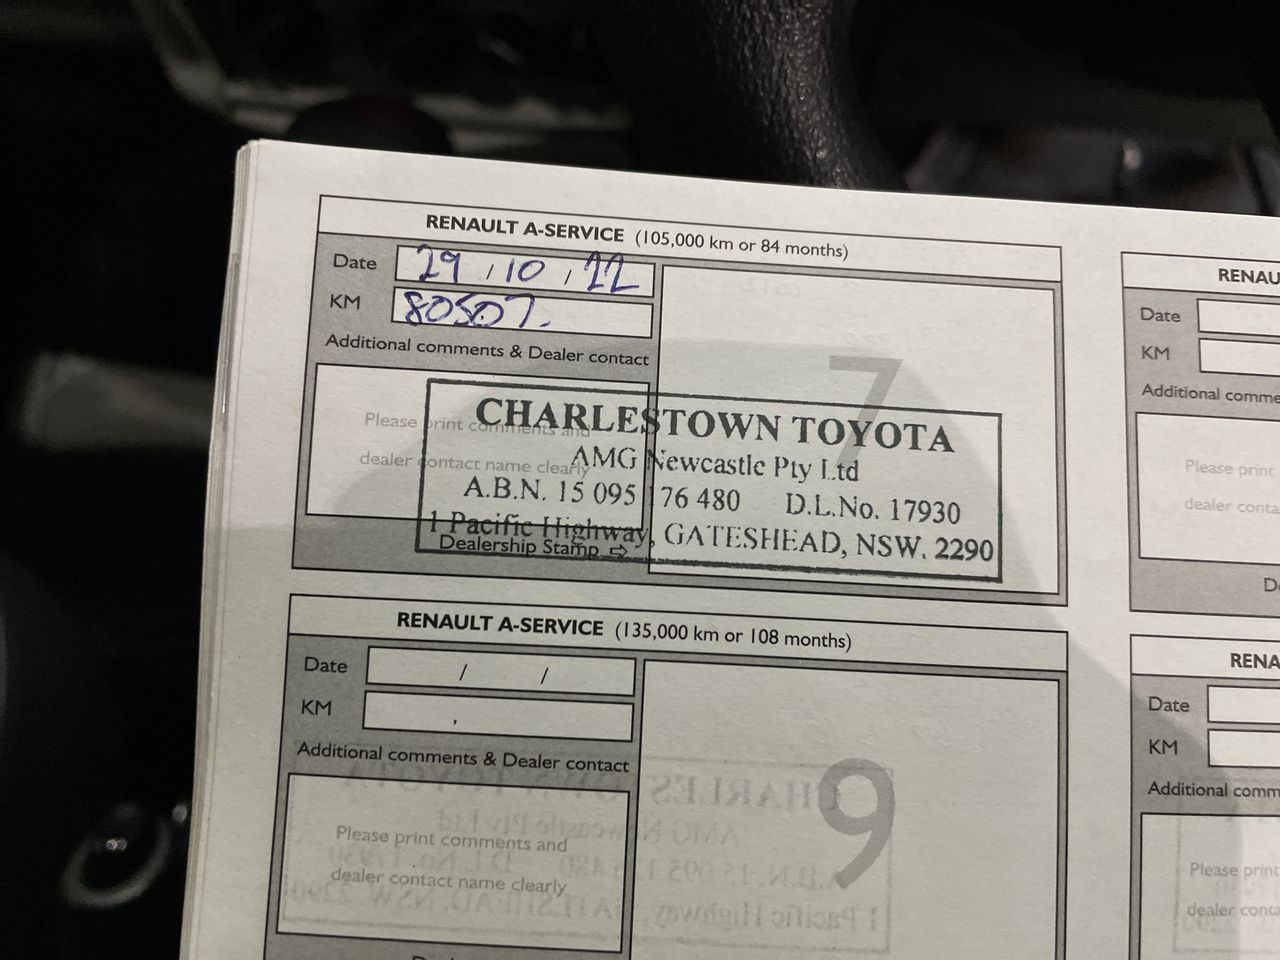 RENAULT A-SERVICE (105,000 km or 84 months)
Date 29 / 10 / 22
KM 80507.
Additional comments & Dealer contact
7
Please print comments and
dealer contact name clearly
CHARLESTOWN TOYOTA
AMG Newcastle Pty Ltd
A.B.N. 15 095 176 480 D.L.No. 17930
1 Pacific Highway, GATESHEAD, NSW. 2290
Dealership Stamp ⇨
RENAULT A-SERVICE (135,000 km or 108 months)
Date / /
KM ,
Additional comments & Dealer contact
9
Please print comments and
dealer contact name clearly
RENAU
Date
KM
Additional comme
Please print
dealer conta
D
RENA
Date
KM
Additional comm
Please print
dealer conta